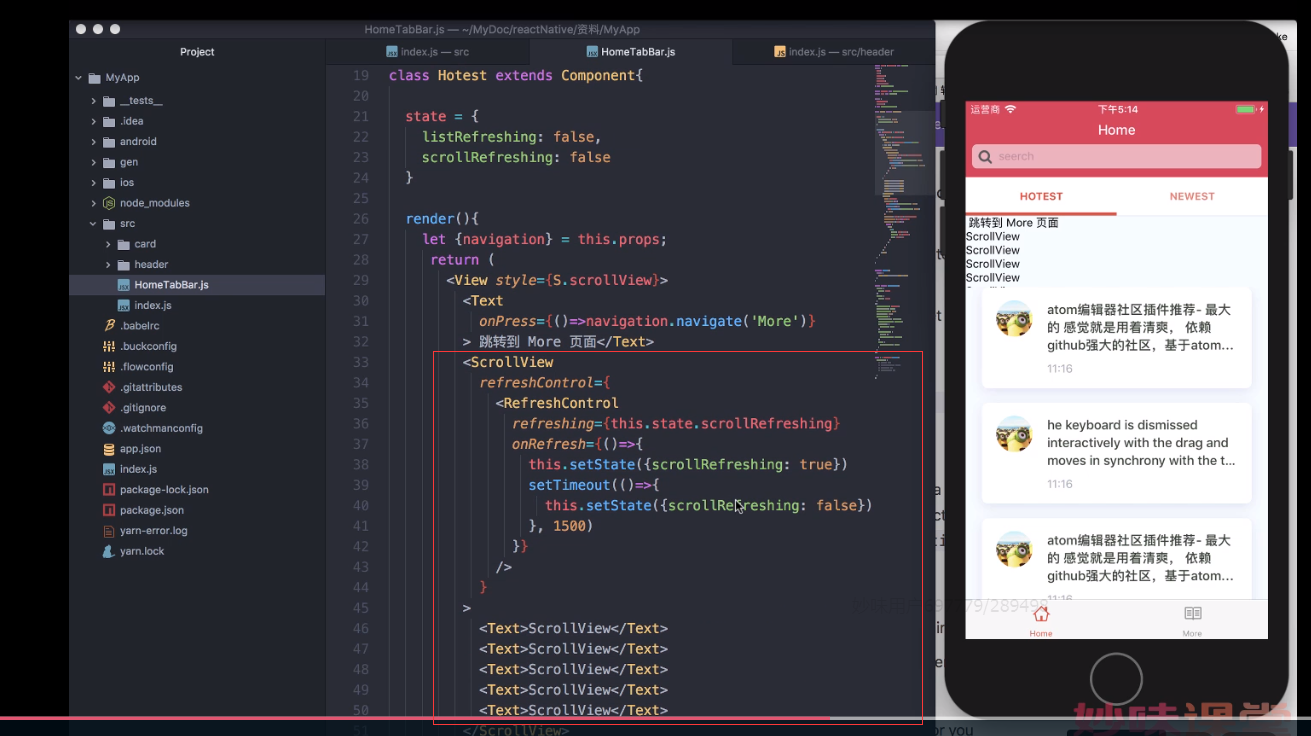 HomeTabBar.js — ~/MyDoc/reactNative/资料/MyApp
Project
index.js — src
HomeTabBar.js
index.js — src/header
MyApp
__tests__
.idea
android
gen
ios
node_modules
src
card
header
HomeTabBar.js
index.js
.babelrc
.buckconfig
.flowconfig
.gitattributes
.gitignore
.watchmanconfig
app.json
index.js
package-lock.json
package.json
yarn-error.log
yarn.lock
19 class Hotest extends Component{
20
21 state = {
22 listRefreshing: false,
23 scrollRefreshing: false
24 }
25
26 render(){
27 let {navigation} = this.props;
28 return (
29 <View style={S.scrollView}>
30 <Text
31 onPress={()=>navigation.navigate('More')}
32 > 跳转到 More 页面</Text>
33 <ScrollView
34 refreshControl={
35 <RefreshControl
36 refreshing={this.state.scrollRefreshing}
37 onRefresh={()=>{
38 this.setState({scrollRefreshing: true})
39 setTimeout(()=>{
40 this.setState({scrollRefreshing: false})
41 }, 1500)
42 }}
43 />
44 }
45 >
46 <Text>ScrollView</Text>
47 <Text>ScrollView</Text>
48 <Text>ScrollView</Text>
49 <Text>ScrollView</Text>
50 <Text>ScrollView</Text>
51 </ScrollView>
运营商
下午5:14
Home
seerch
HOTEST
NEWEST
跳转到 More 页面
ScrollView
ScrollView
ScrollView
ScrollView
atom编辑器社区插件推荐- 最大
的 感觉就是用着清爽， 依赖
github强大的社区，基于atom...
11:16
he keyboard is dismissed
interactively with the drag and
moves in synchrony with the t...
11:16
atom编辑器社区插件推荐- 最大
的 感觉就是用着清爽， 依赖
github强大的社区，基于atom...
11:16
Home
More
妙味课堂
or you